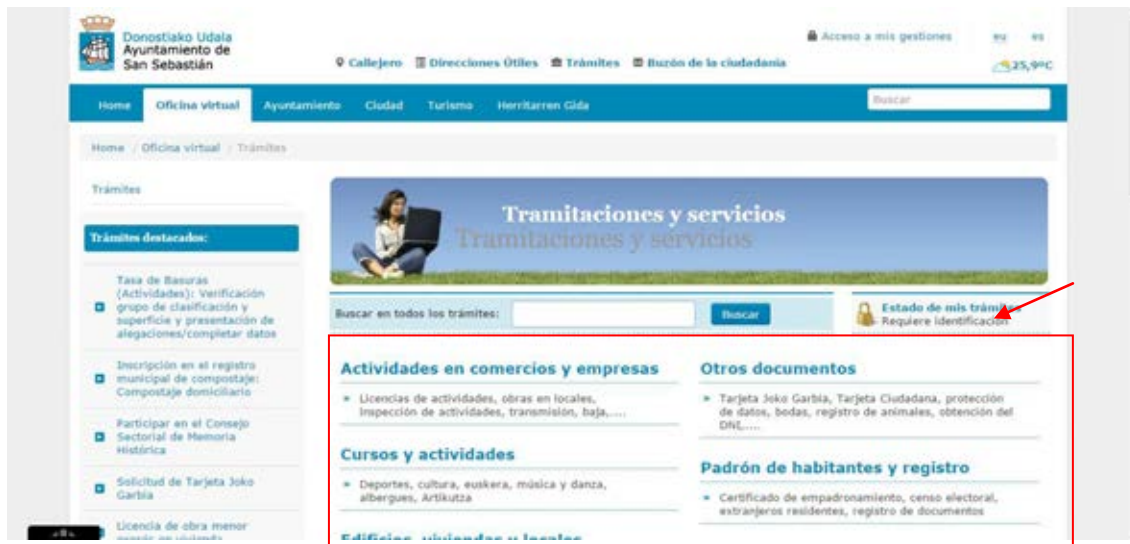 Donostiako Udala
Ayuntamiento de
San Sebastián
Acceso a mis gestiones
eu es
Callejero Direcciones Útiles Trámites Buzón de la ciudadania
25,9ºC
Home Oficina virtual Ayuntamiento Ciudad Turismo Herritarren Gida
Buscar
Home / Oficina virtual / Trámites
Trámites
Trámites destacados:
Tasa de Basuras
(Actividades): Verificación
grupo de clasificación y
superficie y presentación de
alegaciones/completar datos
Inscripción en el registro
municipal de compostaje:
Compostaje domiciliario
Participar en el Consejo
Sectorial de Memoria
Histórica
Solicitud de Tarjeta Joko
Garbia
Licencia de obra menor
exprés en vivienda
Tramitaciones y servicios
Tramitaciones y servicios
Buscar en todos los trámites:
Buscar
Estado de mis trámites
Requiere identificación
Actividades en comercios y empresas
Licencias de actividades, obras en locales,
inspección de actividades, transmisión, baja,....
Cursos y actividades
Deportes, cultura, euskera, música y danza,
albergues, Artikutza
Edificios, viviendas y locales
Otros documentos
Tarjeta Joko Garbia, Tarjeta Ciudadana, protección
de datos, bodas, registro de animales, obtención del
DNI,....
Padrón de habitantes y registro
Certificado de empadronamiento, censo electoral,
extranjeros residentes, registro de documentos